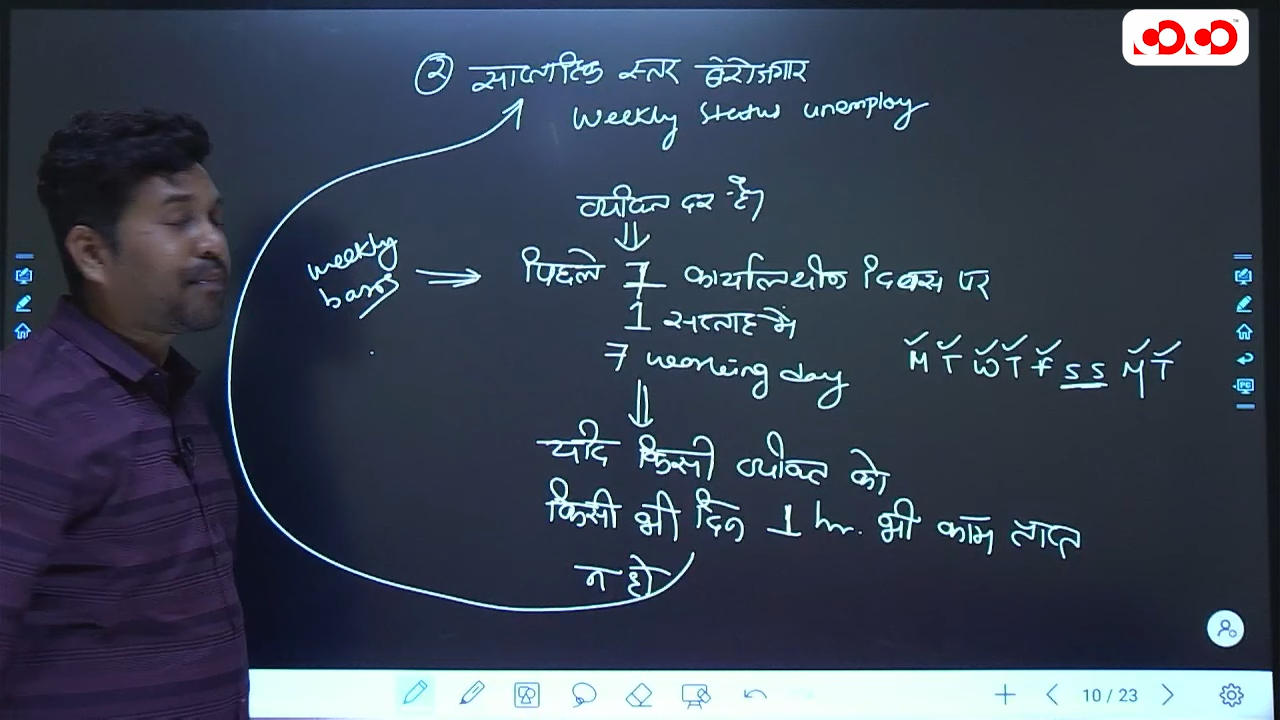 ② साप्ताहिक स्तर बेरोजगार
Weekly Status unemploy
व्यक्ति दर है।
weekly
basis
पिछले 7 कार्यालयीन दिवस पर
1 सप्ताह में
7 working day
M T W T F S S M T
यदि किसी व्यक्ति को
किसी भी दिन 1 hr. भी काम प्राप्त
न हो
10 / 23